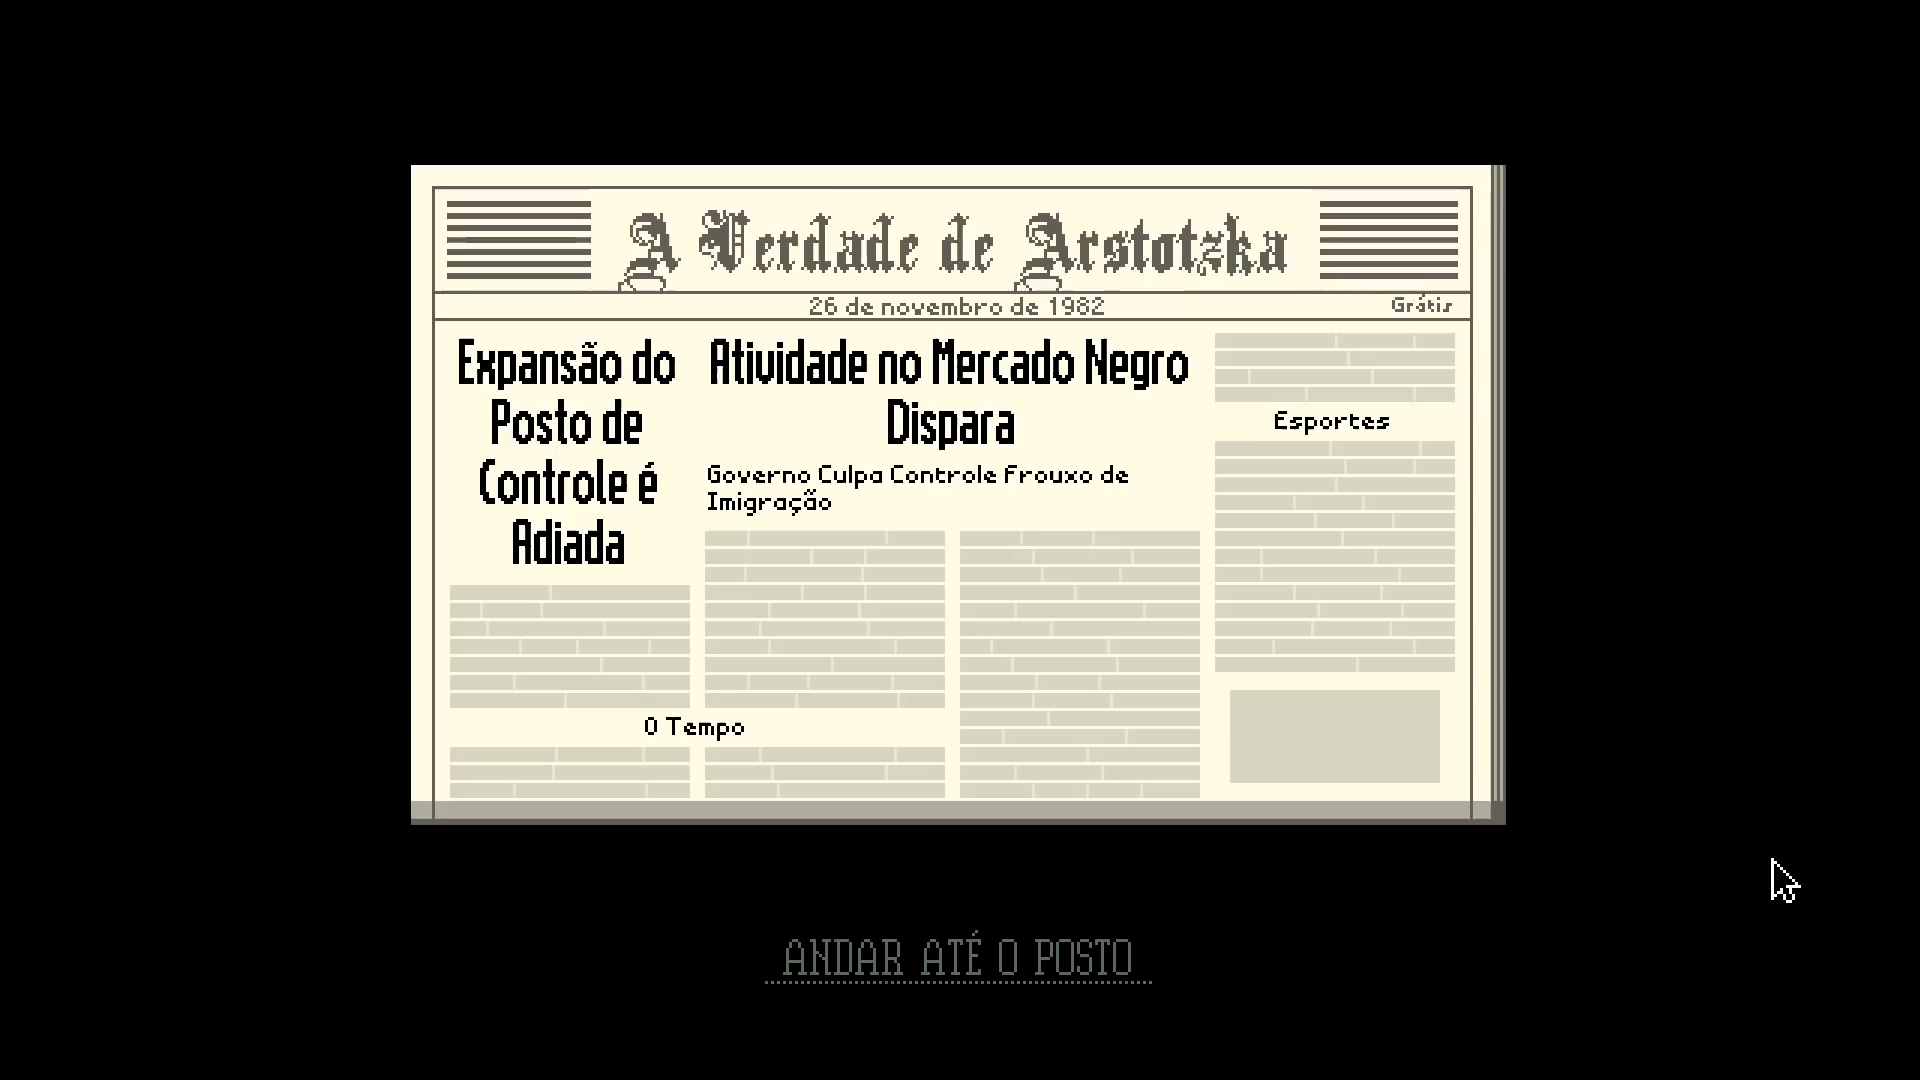 A Verdade de Arstotzka
26 de novembro de 1982
Grátis
Expansão do
Posto de
Controle é
Adiada
Atividade no Mercado Negro
Dispara
Governo Culpa Controle Frouxo de
Imigração
Esportes
O Tempo
ANDAR ATÉ O POSTO